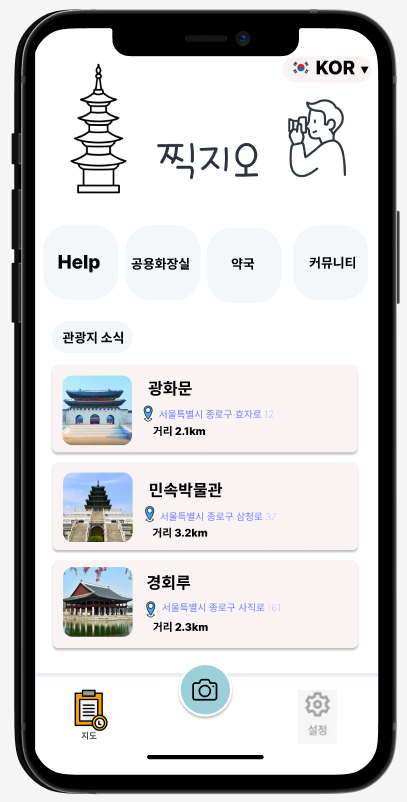 KOR ▾
찍지오
Help
공용화장실
약국
커뮤니티
관광지 소식
광화문
서울특별시 종로구 효자로 12
거리 2.1km
민속박물관
서울특별시 종로구 삼청로 37
거리 3.2km
경회루
서울특별시 종로구 사직로 161
거리 2.3km
지도
설정